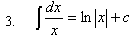 3. ∫ dx/x = ln|x| + c